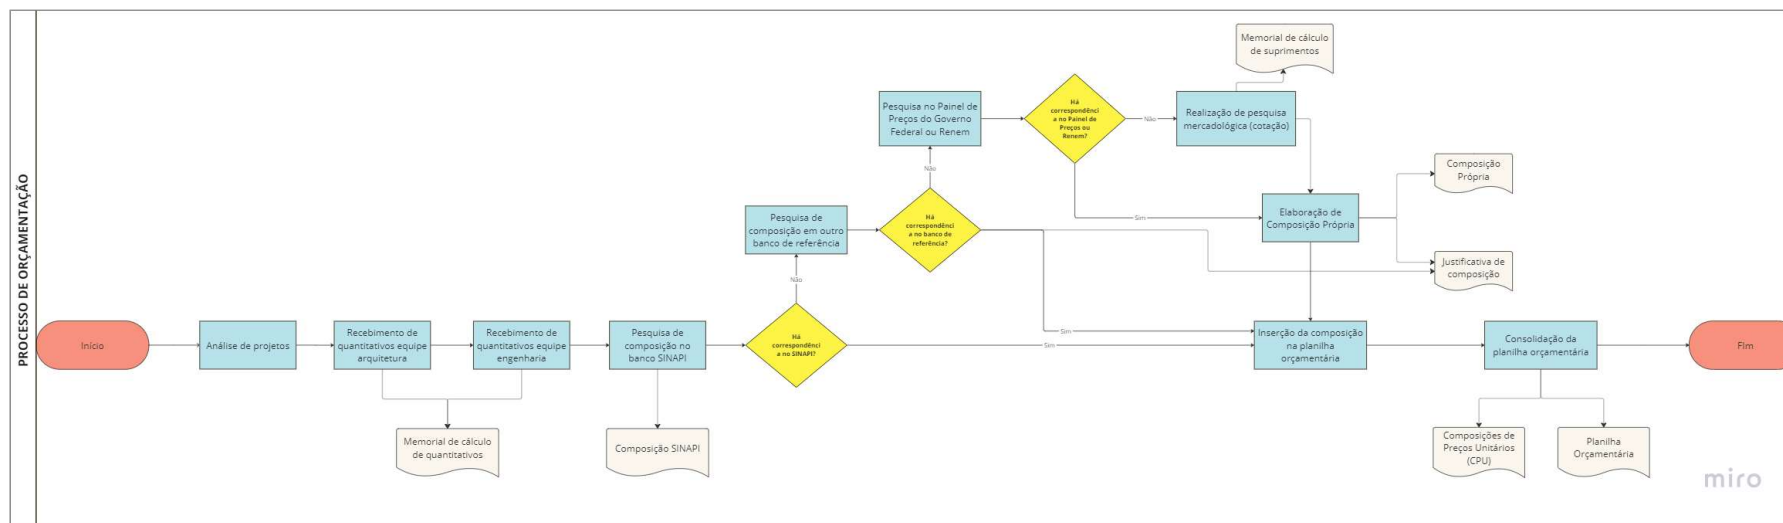 PROCESSO DE ORÇAMENTAÇÃO
Início
Análise de projetos
Recebimento de
quantitativos equipe
arquitetura
Recebimento de
quantitativos equipe
engenharia
Memorial de cálculo
de quantitativos
Pesquisa de
composição no
banco SINAPI
Composição SINAPI
Há
correspondênci
a no SINAPI?
Não
Sim
Pesquisa de
composição em outro
banco de referência
Há
correspondênci
a no banco de
referência?
Não
Sim
Pesquisa no Painel de
Preços do Governo
Federal ou Renem
Há
correspondênci
a no Painel de
Preços ou
Renem?
Não
Sim
Realização de pesquisa
mercadológica (cotação)
Memorial de cálculo
de suprimentos
Elaboração de
Composição Própria
Composição
Própria
Justificativa de
composição
Inserção da composição
na planilha
orçamentária
Consolidação da
planilha orçamentária
Composições de
Preços Unitários
(CPU)
Planilha
Orçamentária
FIm
miro